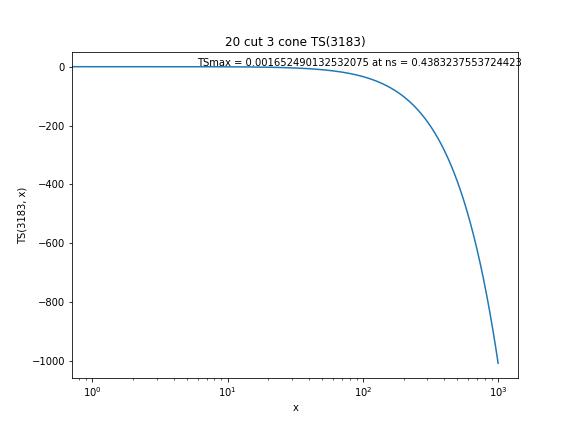 20 cut 3 cone TS(3183)
TSmax = 0.001652490132532075 at ns = 0.4383237553724423
0
−200
−400
−600
−800
−1000
TS(3183, x)
10⁰
10¹
10²
10³
x